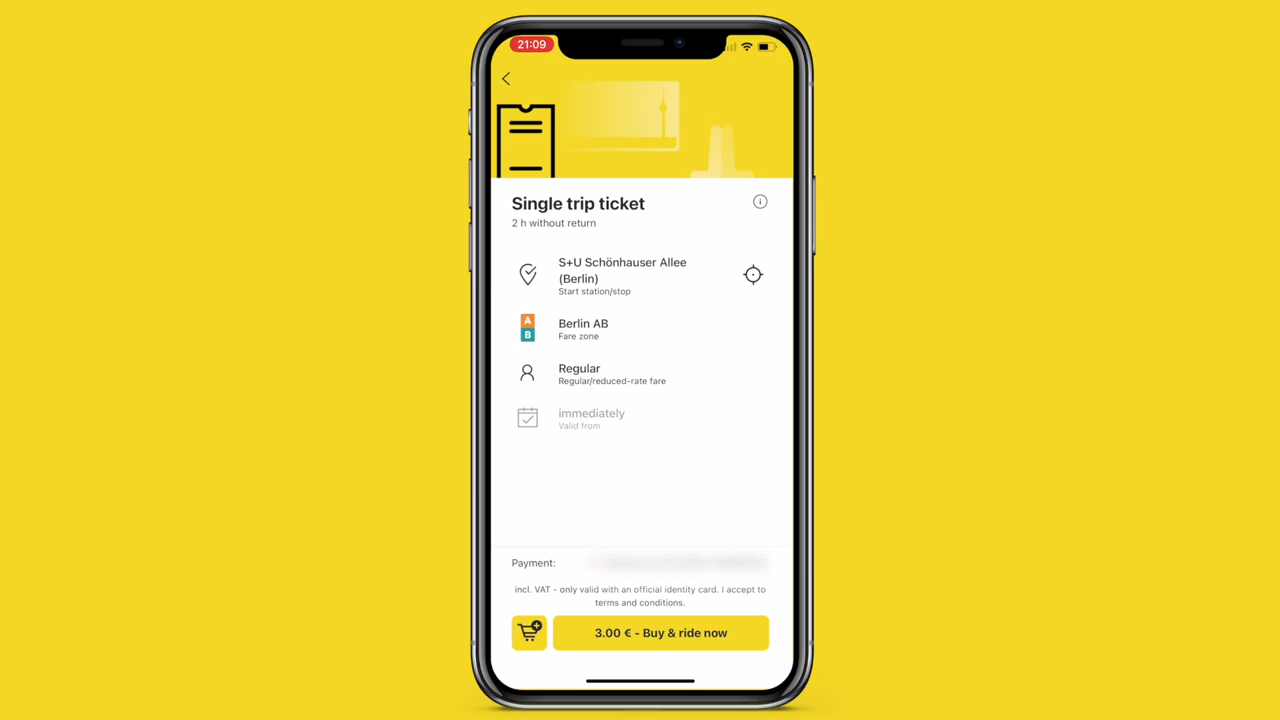 21:09
Single trip ticket
2 h without return
S+U Schönhauser Allee
(Berlin)
Start station/stop
A
B
Berlin AB
Fare zone
Regular
Regular/reduced-rate fare
immediately
Valid from
Payment:
incl. VAT - only valid with an official identity card. I accept to
terms and conditions.
3.00 € - Buy & ride now